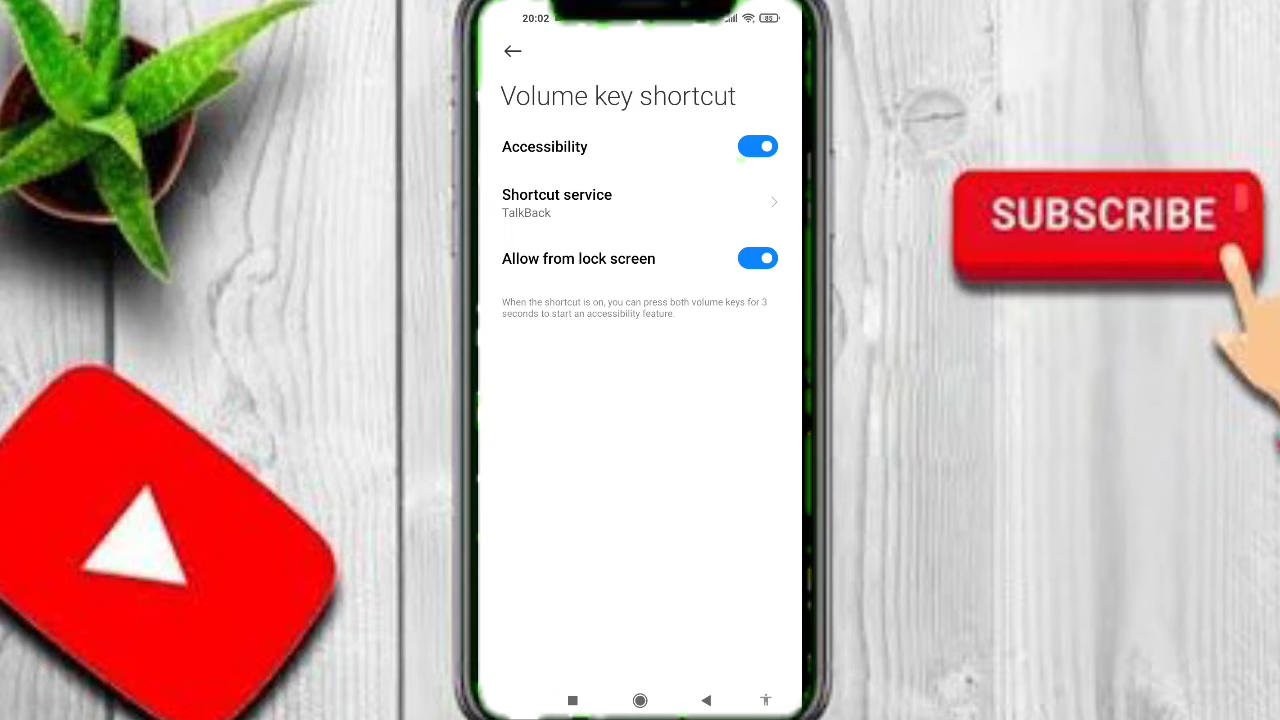 20:02
85
Volume key shortcut
Accessibility
Shortcut service
TalkBack
Allow from lock screen
When the shortcut is on, you can press both volume keys for 3
seconds to start an accessibility feature.
SUBSCRIBE